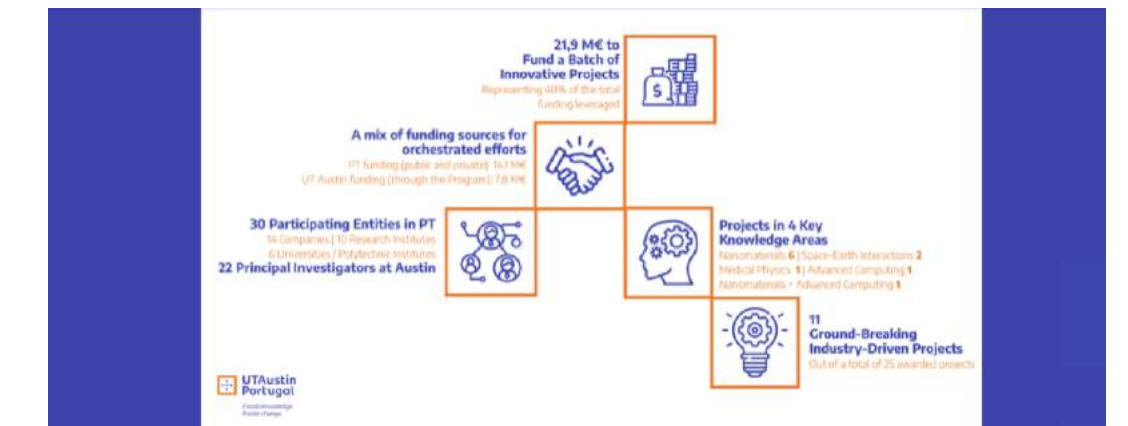 21,9 M€ to
Fund a Batch of
Innovative Projects
Representing 40% of the total
funding leveraged
A mix of funding sources for
orchestrated efforts
PT funding (public and private): 14,1 M€
UT Austin funding (through the Program): 7,8 M€
30 Participating Entities in PT
14 Companies | 10 Research Institutes
6 Universities / Polytechnic Institutes
22 Principal Investigators at Austin
Projects in 4 Key
Knowledge Areas
Nanomaterials 6 | Space-Earth Interactions 2
Medical Physics 1 | Advanced Computing 1
Nanomaterials + Advanced Computing 1
11
Ground-Breaking
Industry-Driven Projects
Out of a total of 25 awarded projects
UTAustin
Portugal